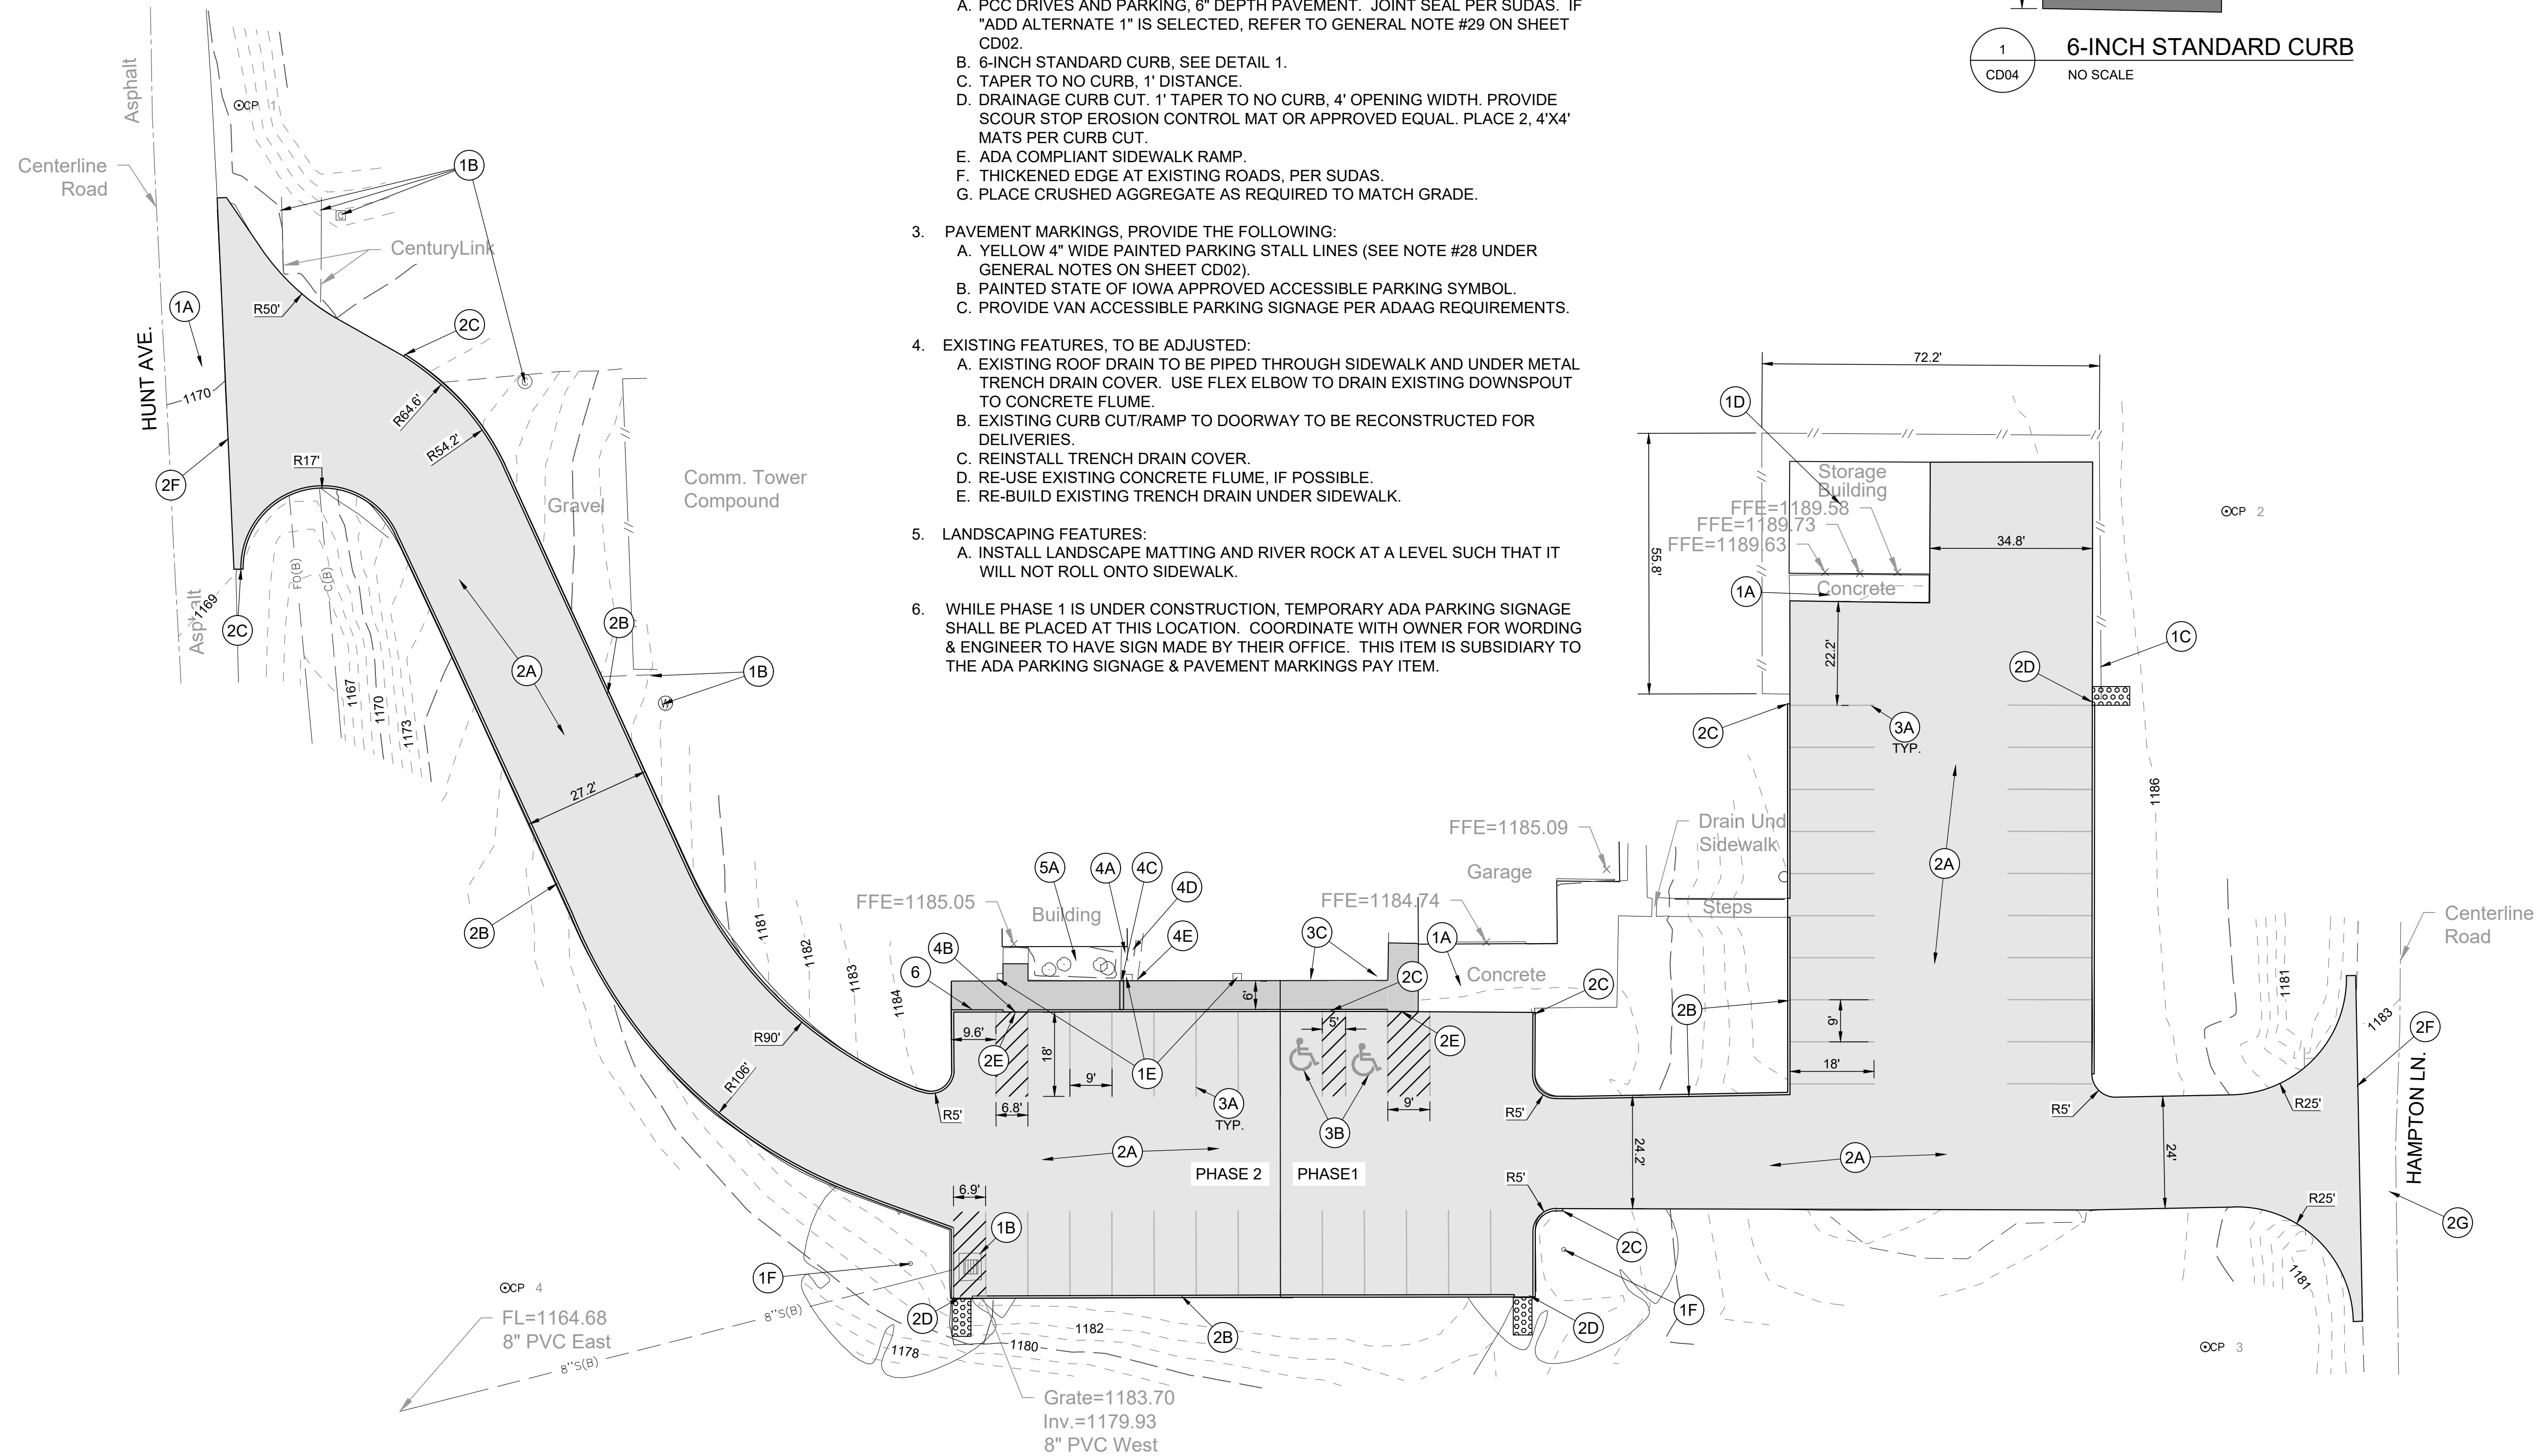 A. PCC DRIVES AND PARKING, 6" DEPTH PAVEMENT. JOINT SEAL PER SUDAS. IF
"ADD ALTERNATE 1" IS SELECTED, REFER TO GENERAL NOTE #29 ON SHEET
CD02.
B. 6-INCH STANDARD CURB, SEE DETAIL 1.
C. TAPER TO NO CURB, 1' DISTANCE.
D. DRAINAGE CURB CUT. 1' TAPER TO NO CURB, 4' OPENING WIDTH. PROVIDE
SCOUR STOP EROSION CONTROL MAT OR APPROVED EQUAL. PLACE 2, 4'X4'
MATS PER CURB CUT.
E. ADA COMPLIANT SIDEWALK RAMP.
F. THICKENED EDGE AT EXISTING ROADS, PER SUDAS.
G. PLACE CRUSHED AGGREGATE AS REQUIRED TO MATCH GRADE.
3. PAVEMENT MARKINGS, PROVIDE THE FOLLOWING:
A. YELLOW 4" WIDE PAINTED PARKING STALL LINES (SEE NOTE #28 UNDER
GENERAL NOTES ON SHEET CD02).
B. PAINTED STATE OF IOWA APPROVED ACCESSIBLE PARKING SYMBOL.
C. PROVIDE VAN ACCESSIBLE PARKING SIGNAGE PER ADAAG REQUIREMENTS.
4. EXISTING FEATURES, TO BE ADJUSTED:
A. EXISTING ROOF DRAIN TO BE PIPED THROUGH SIDEWALK AND UNDER METAL
TRENCH DRAIN COVER. USE FLEX ELBOW TO DRAIN EXISTING DOWNSPOUT
TO CONCRETE FLUME.
B. EXISTING CURB CUT/RAMP TO DOORWAY TO BE RECONSTRUCTED FOR
DELIVERIES.
C. REINSTALL TRENCH DRAIN COVER.
D. RE-USE EXISTING CONCRETE FLUME, IF POSSIBLE.
E. RE-BUILD EXISTING TRENCH DRAIN UNDER SIDEWALK.
5. LANDSCAPING FEATURES:
A. INSTALL LANDSCAPE MATTING AND RIVER ROCK AT A LEVEL SUCH THAT IT
WILL NOT ROLL ONTO SIDEWALK.
6. WHILE PHASE 1 IS UNDER CONSTRUCTION, TEMPORARY ADA PARKING SIGNAGE
SHALL BE PLACED AT THIS LOCATION. COORDINATE WITH OWNER FOR WORDING
& ENGINEER TO HAVE SIGN MADE BY THEIR OFFICE. THIS ITEM IS SUBSIDIARY TO
THE ADA PARKING SIGNAGE & PAVEMENT MARKINGS PAY ITEM.
1
CD04
6-INCH STANDARD CURB
NO SCALE
Asphalt
CP 1
Centerline
Road
1B
CenturyLink
1A
R50'
2C
HUNT AVE.
1170
R64.6'
R54.2'
R17'
2F
Comm. Tower
Compound
Gravel
FO(B)
C(B)
1169
Asphalt
2C
1167
1170
1173
2A
2B
1B
27.2'
2B
1181
1182
1183
1184
R90'
R106'
R5'
72.2'
1D
Storage
Building
FFE=1189.58
FFE=1189.73
FFE=1189.63
55.8'
34.8'
Concrete
1A
CP 2
22.2'
1C
2D
2C
3A
TYP.
1186
2A
FFE=1185.09
Garage
Drain Und
Sidewalk
Steps
5A
4A
4C
4D
FFE=1185.05
Building
FFE=1184.74
4B
4E
3C
1A
6
2C
Concrete
2C
6'
9.6'
2E
18'
9'
6.8'
1E
5'
2E
3A
TYP.
3B
9'
2B
9'
18'
R5'
R5'
R25'
1181
1183
2F
Centerline
Road
HAMPTON LN.
2A
PHASE 2
PHASE1
R5'
24.2'
2A
24'
R25'
2G
6.9'
1B
1F
2D
2B
2D
1F
2C
1181
CP 3
CP 4
FL=1164.68
8" PVC East
8"S(B)
8"S(B)
1182
1180
1178
Grate=1183.70
Inv.=1179.93
8" PVC West